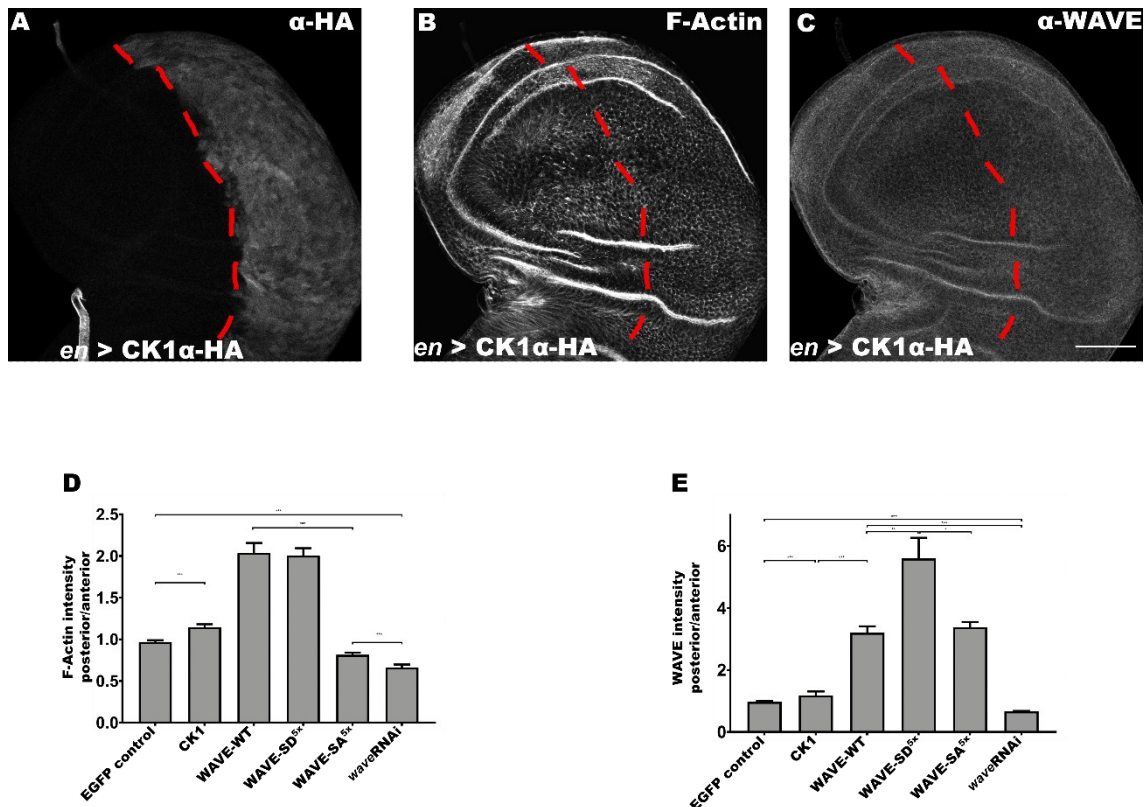 A
α-HA
en > CK1α-HA
B
F-Actin
en > CK1α-HA
C
α-WAVE
en > CK1α-HA
D
F-Actin intensity
posterior/anterior
2.5
2.0
1.5
1.0
0.5
0.0
EGFP control
CK1
WAVE-WT
WAVE-SD5x
WAVE-SA5x
waveRNAi
E
WAVE intensity
posterior/anterior
6
4
2
0
EGFP control
CK1
WAVE-WT
WAVE-SD5x
WAVE-SA5x
waveRNAi